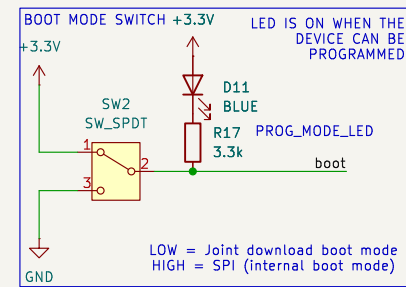 BOOT MODE SWITCH +3.3V
LED IS ON WHEN THE
DEVICE CAN BE
PROGRAMMED
+3.3V
D11
BLUE
SW2
SW_SPDT
R17
3.3k
PROG_MODE_LED
1
2
3
boot
GND
LOW = Joint download boot mode
HIGH = SPI (internal boot mode)